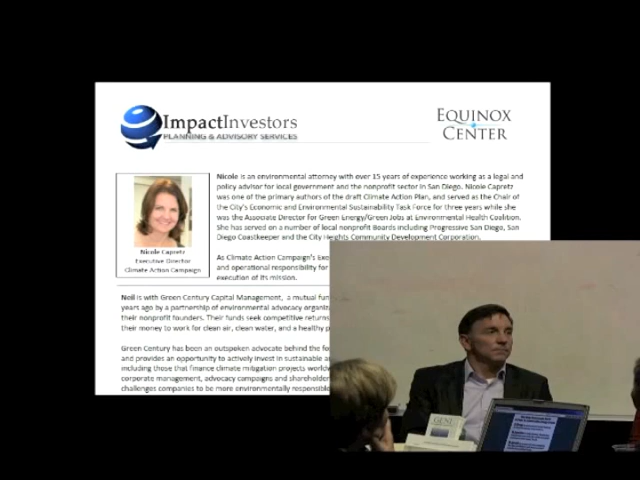 ImpactInvestors
PLANNING & ADVISORY SERVICES
EQUINOX
CENTER
Nicole is an environmental attorney with over 15 years of experience working as a legal and
policy advisor for local government and the nonprofit sector in San Diego. Nicole Capretz
was one of the primary authors of the draft Climate Action Plan, and served as the Chair of
the City's Economic and Environmental Sustainability Task Force for three years while she
was the Associate Director for Green Energy/Green Jobs at Environmental Health Coalition.
She has served on a number of local nonprofit Boards including Progressive San Diego, San
Diego Coastkeeper and the City Heights Community Development Corporation.
Nicole Capretz
Executive Director
Climate Action Campaign
As Climate Action Campaign's Exe
and operational responsibility for
execution of its mission.
Neil is with Green Century Capital Management, a mutual fun
years ago by a partnership of environmental advocacy organiz
their nonprofit founders. Their funds seek competitive returns
their money to work for clean air, clean water, and a healthy p
Green Century has been an outspoken advocate behind the fo
and provides an opportunity to actively invest in sustainable a
including those that finance climate mitigation projects worldw
corporate management, advocacy campaigns and shareholder
challenges companies to be more environmentally responsible